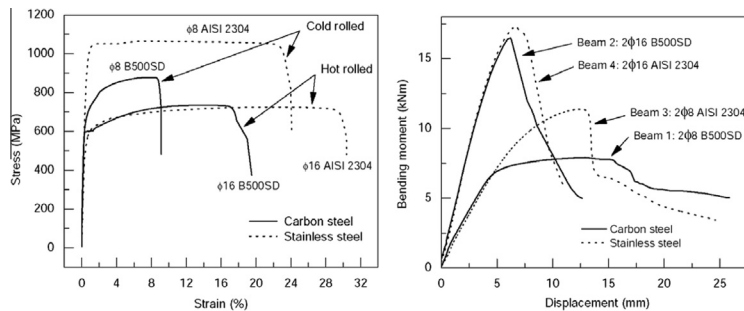 1200
1000
800
600
400
200
0
Stress (MPa)
0 4 8 12 16 20 24 28 32
Strain (%)
ϕ8 AISI 2304
Cold rolled
ϕ8 B500SD
Hot rolled
ϕ16 AISI 2304
ϕ16 B500SD
Carbon steel
Stainless steel
15
10
5
0
Bending moment (kNm)
0 5 10 15 20 25
Displacement (mm)
Beam 2: 2ϕ16 B500SD
Beam 4: 2ϕ16 AISI 2304
Beam 3: 2ϕ8 AISI 2304
Beam 1: 2ϕ8 B500SD
Carbon steel
Stainless steel